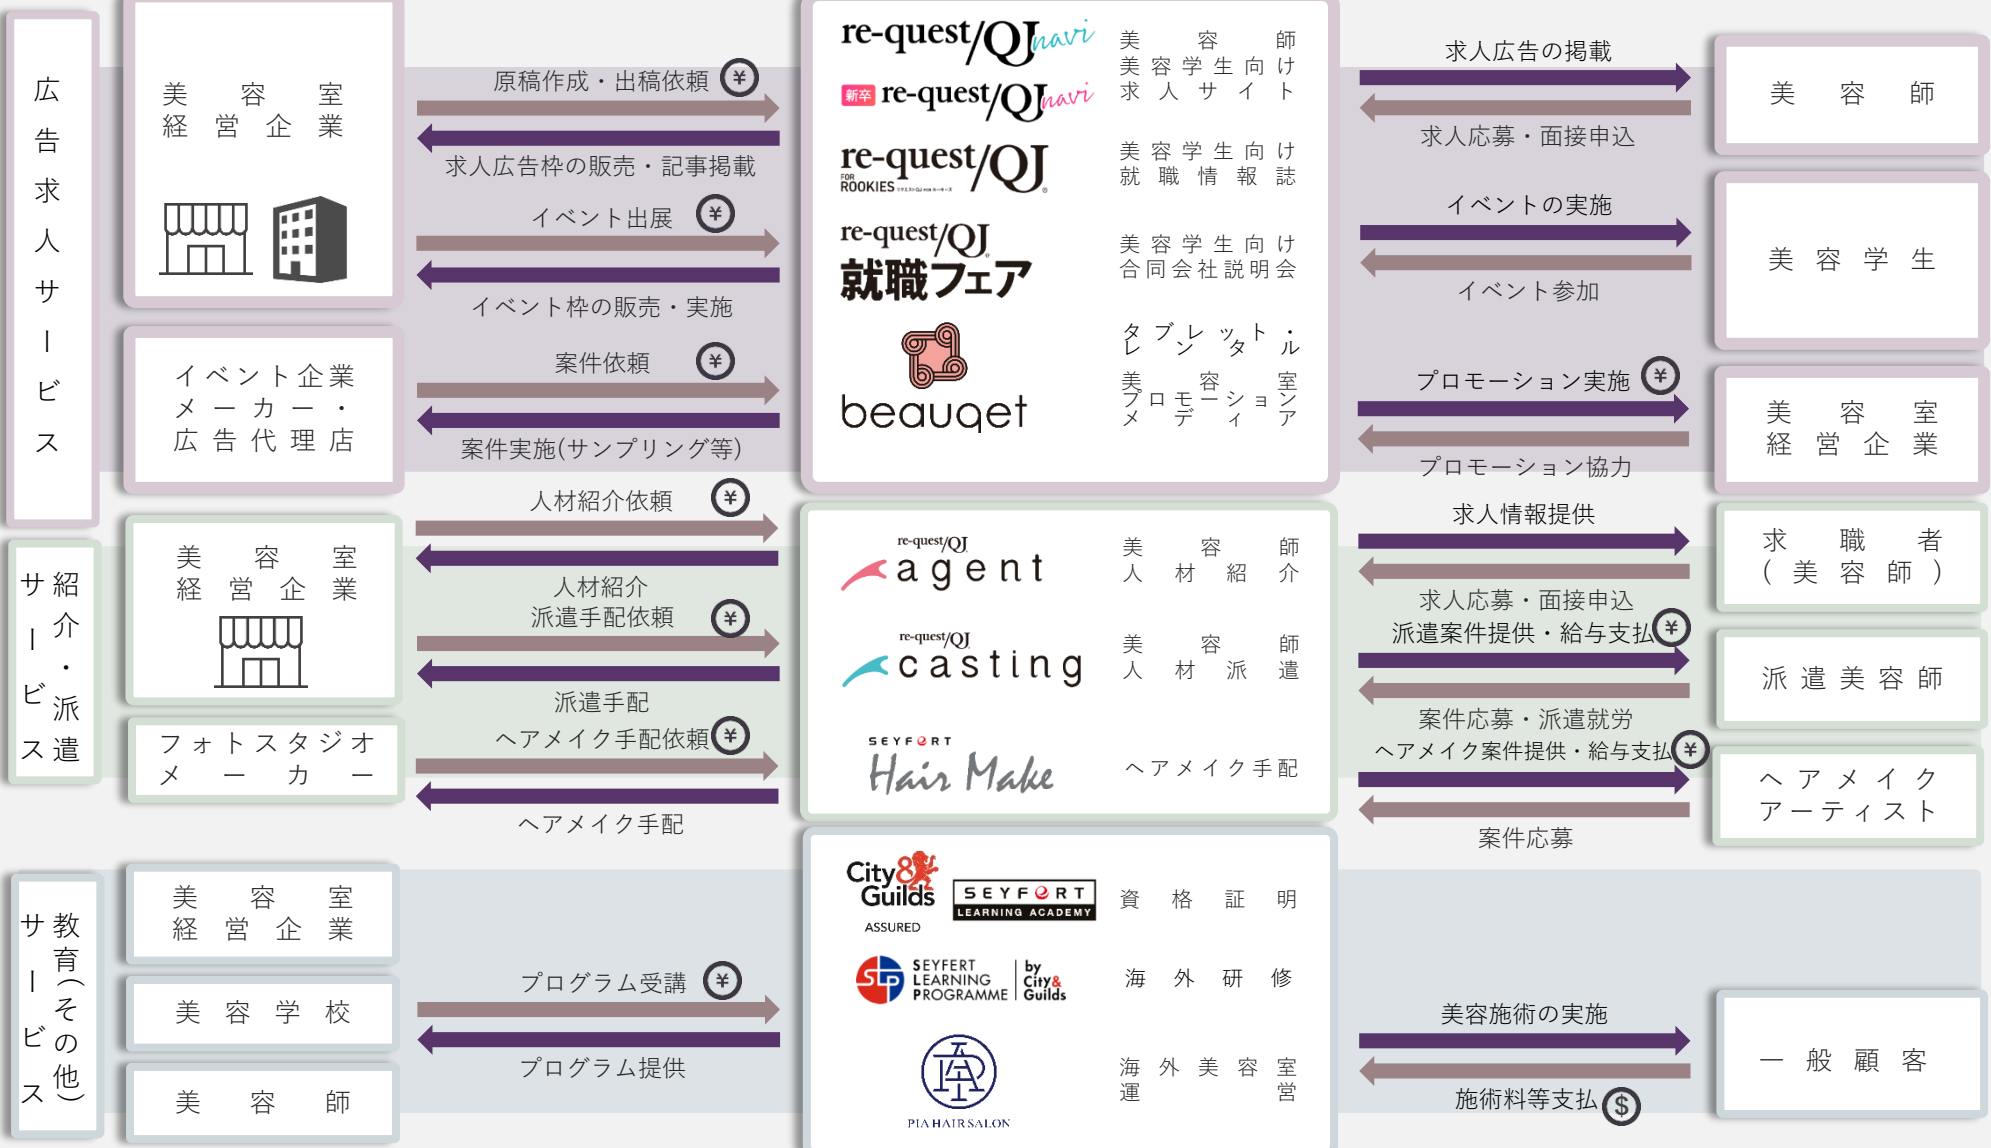 広告求人サービス
美容室
経営企業
イベント企業
メーカー・
広告代理店
原稿作成・出稿依頼 ¥
求人広告枠の販売・記事掲載
イベント出展 ¥
イベント枠の販売・実施
案件依頼 ¥
案件実施(サンプリング等)
re-quest/QJ navi
新卒 re-quest/QJ navi
美容師
美容学生向け
求人サイト
re-quest/QJ
FOR
ROOKIES
美容学生向け
就職情報誌
re-quest/QJ
就職フェア
美容学生向け
合同会社説明会
beauqet
タブレット・
レンタル
美容室
プロモーション
メディア
求人広告の掲載
求人応募・面接申込
イベントの実施
イベント参加
プロモーション実施 ¥
プロモーション協力
美容師
美容学生
美容室
経営企業
紹介・派遣
サービス
美容室
経営企業
フォトスタジオ
メーカー
人材紹介依頼 ¥
人材紹介
派遣手配依頼 ¥
派遣手配
ヘアメイク手配依頼 ¥
ヘアメイク手配
re-quest/QJ
agent
美容師
人材紹介
re-quest/QJ
casting
美容師
人材派遣
SEYFERT
Hair Make
ヘアメイク手配
求人情報提供
求人応募・面接申込
派遣案件提供・給与支払 ¥
案件応募・派遣就労
ヘアメイク案件提供・給与支払 ¥
案件応募
求職者
(美容師)
派遣美容師
ヘアメイク
アーティスト
教育(その他)
サービス
美容室
経営企業
美容学校
美容師
プログラム受講 ¥
プログラム提供
City&
Guilds
ASSURED
SEYFERT
LEARNING ACADEMY
資格証明
SLP
SEYFERT
LEARNING
PROGRAMME
by
City&
Guilds
海外研修
PIA HAIR SALON
海外美容室
運営
美容施術の実施
施術料等支払 $
一般顧客